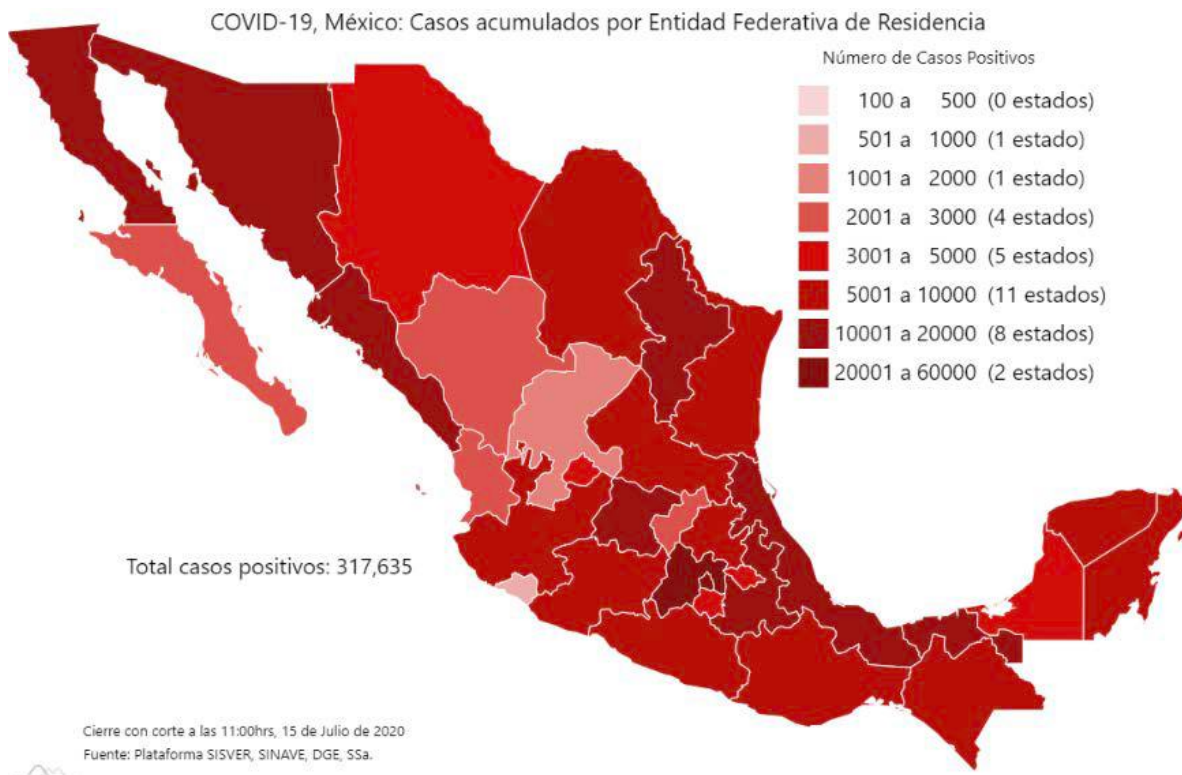 COVID-19, México: Casos acumulados por Entidad Federativa de Residencia
Número de Casos Positivos
100 a 500 (0 estados)
501 a 1000 (1 estado)
1001 a 2000 (1 estado)
2001 a 3000 (4 estados)
3001 a 5000 (5 estados)
5001 a 10000 (11 estados)
10001 a 20000 (8 estados)
20001 a 60000 (2 estados)
Total casos positivos: 317,635
Cierre con corte a las 11:00hrs, 15 de Julio de 2020
Fuente: Plataforma SISVER, SINAVE, DGE, SSa.